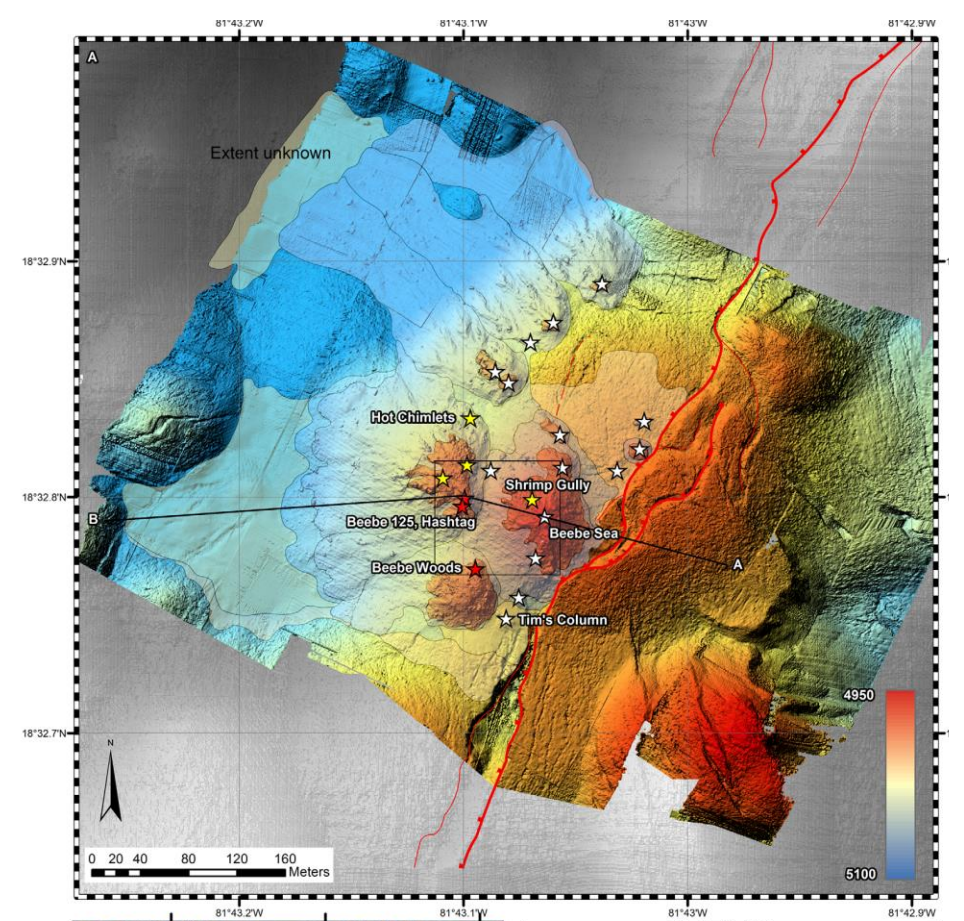 81°43.2'W 81°43.1'W 81°43'W 81°42.9'W
A
Extent unknown
18°32.9'N
Hot Chimlets
Shrimp Gully
18°32.8'N
B
Beebe 125, Hashtag
Beebe Sea
Beebe Woods
A
Tim's Column
4950
18°32.7'N
N
0 20 40 80 120 160
Meters
5100
81°43.2'W 81°43.1'W 81°43'W 81°42.9'W